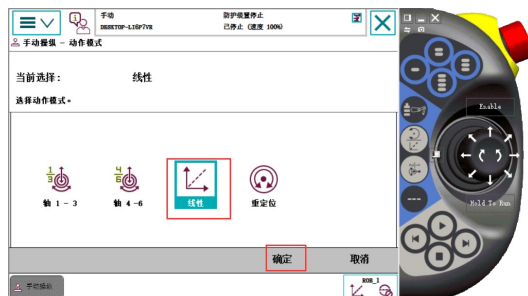 手动
DESKTOP-L16P7VR
防护装置停止
已停止 (速度 100%)
手动操纵 - 动作模式
当前选择: 线性
选择动作模式。
轴 1 - 3
轴 4 -6
线性
重定位
确定
取消
手动操纵
ROB_1
Enable
Hold To Run